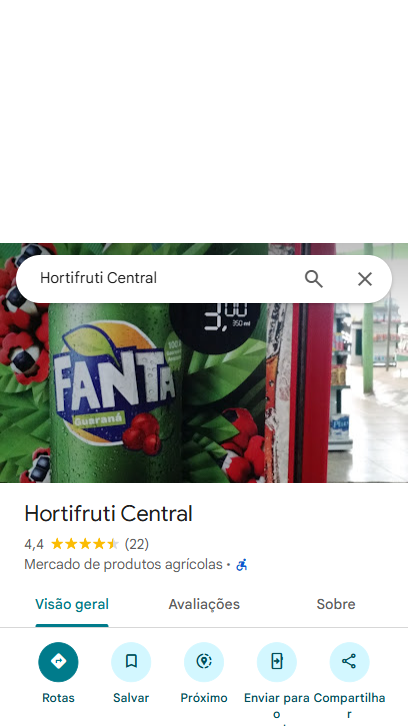 Hortifruti Central
3,00
350 ml
FANTA
Guaraná
Hortifruti Central
4,4 (22)
Mercado de produtos agrícolas ·
Visão geral Avaliações Sobre
Rotas Salvar Próximo Enviar para o Compartilhar